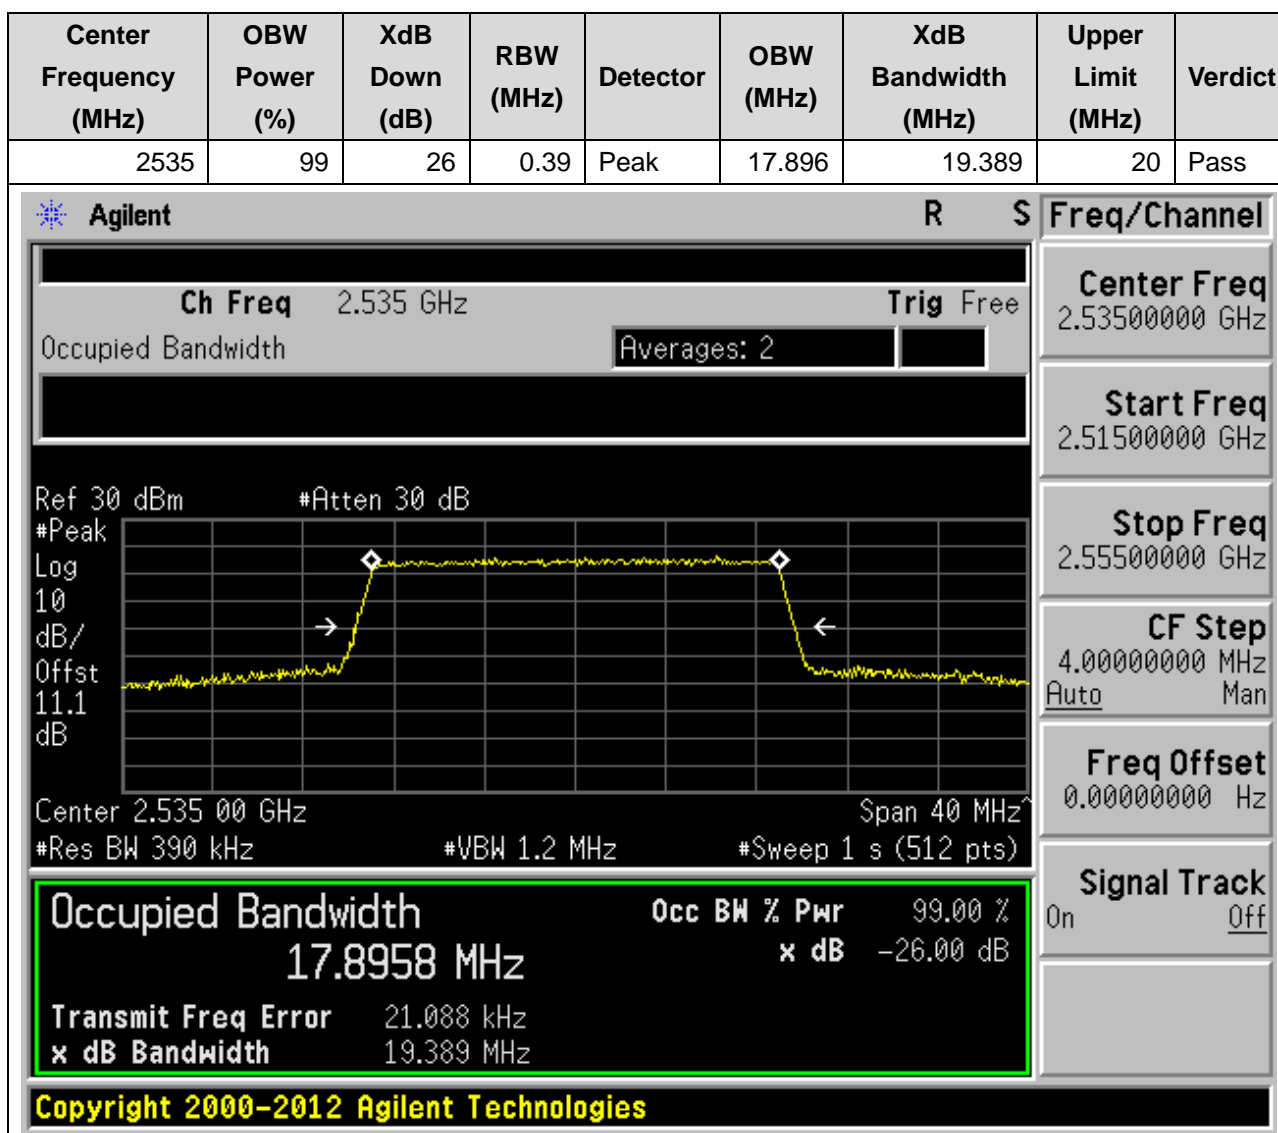 Center Frequency (MHz) OBW Power (%) XdB Down (dB) RBW (MHz) Detector OBW (MHz) XdB Bandwidth (MHz) Upper Limit (MHz) Verdict
2535 99 26 0.39 Peak 17.896 19.389 20 Pass
Agilent R S Freq/Channel
Ch Freq 2.535 GHz Trig Free
Occupied Bandwidth Averages: 2
Center Freq
2.53500000 GHz
Start Freq
2.51500000 GHz
Stop Freq
2.55500000 GHz
CF Step
4.00000000 MHz
Auto Man
Freq Offset
0.00000000 Hz
Signal Track
On Off
Ref 30 dBm #Atten 30 dB
#Peak
Log
10
dB/
Offst
11.1
dB
Center 2.535 00 GHz Span 40 MHz^
#Res BW 390 kHz #VBW 1.2 MHz #Sweep 1 s (512 pts)
Occupied Bandwidth Occ BW % Pwr 99.00 %
17.8958 MHz x dB -26.00 dB
Transmit Freq Error 21.088 kHz
x dB Bandwidth 19.389 MHz
Copyright 2000-2012 Agilent Technologies